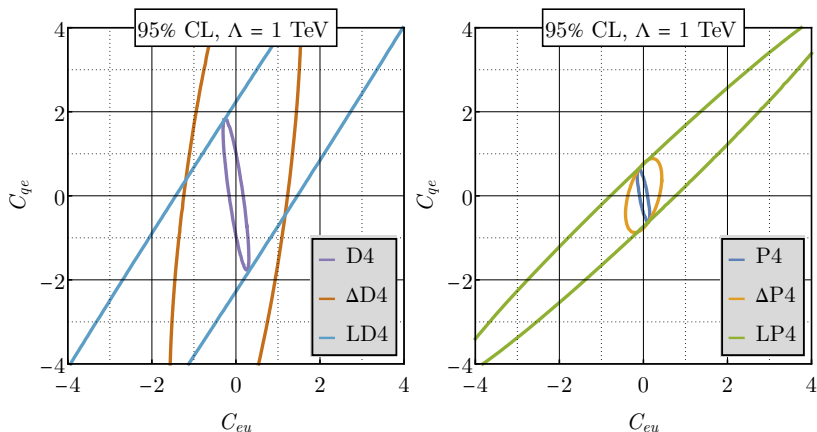 95% CL, Λ = 1 TeV
4
2
0
−2
−4
C_qe
−4
−2
0
2
4
C_eu
D4
ΔD4
LD4
95% CL, Λ = 1 TeV
4
2
0
−2
−4
C_qe
−4
−2
0
2
4
C_eu
P4
ΔP4
LP4